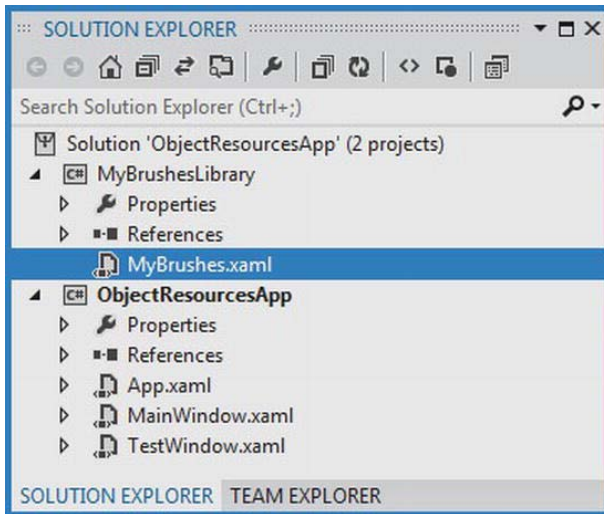 SOLUTION EXPLORER
Search Solution Explorer (Ctrl+;)
Solution 'ObjectResourcesApp' (2 projects)
C# MyBrushesLibrary
Properties
References
MyBrushes.xaml
C# ObjectResourcesApp
Properties
References
App.xaml
MainWindow.xaml
TestWindow.xaml
SOLUTION EXPLORER TEAM EXPLORER